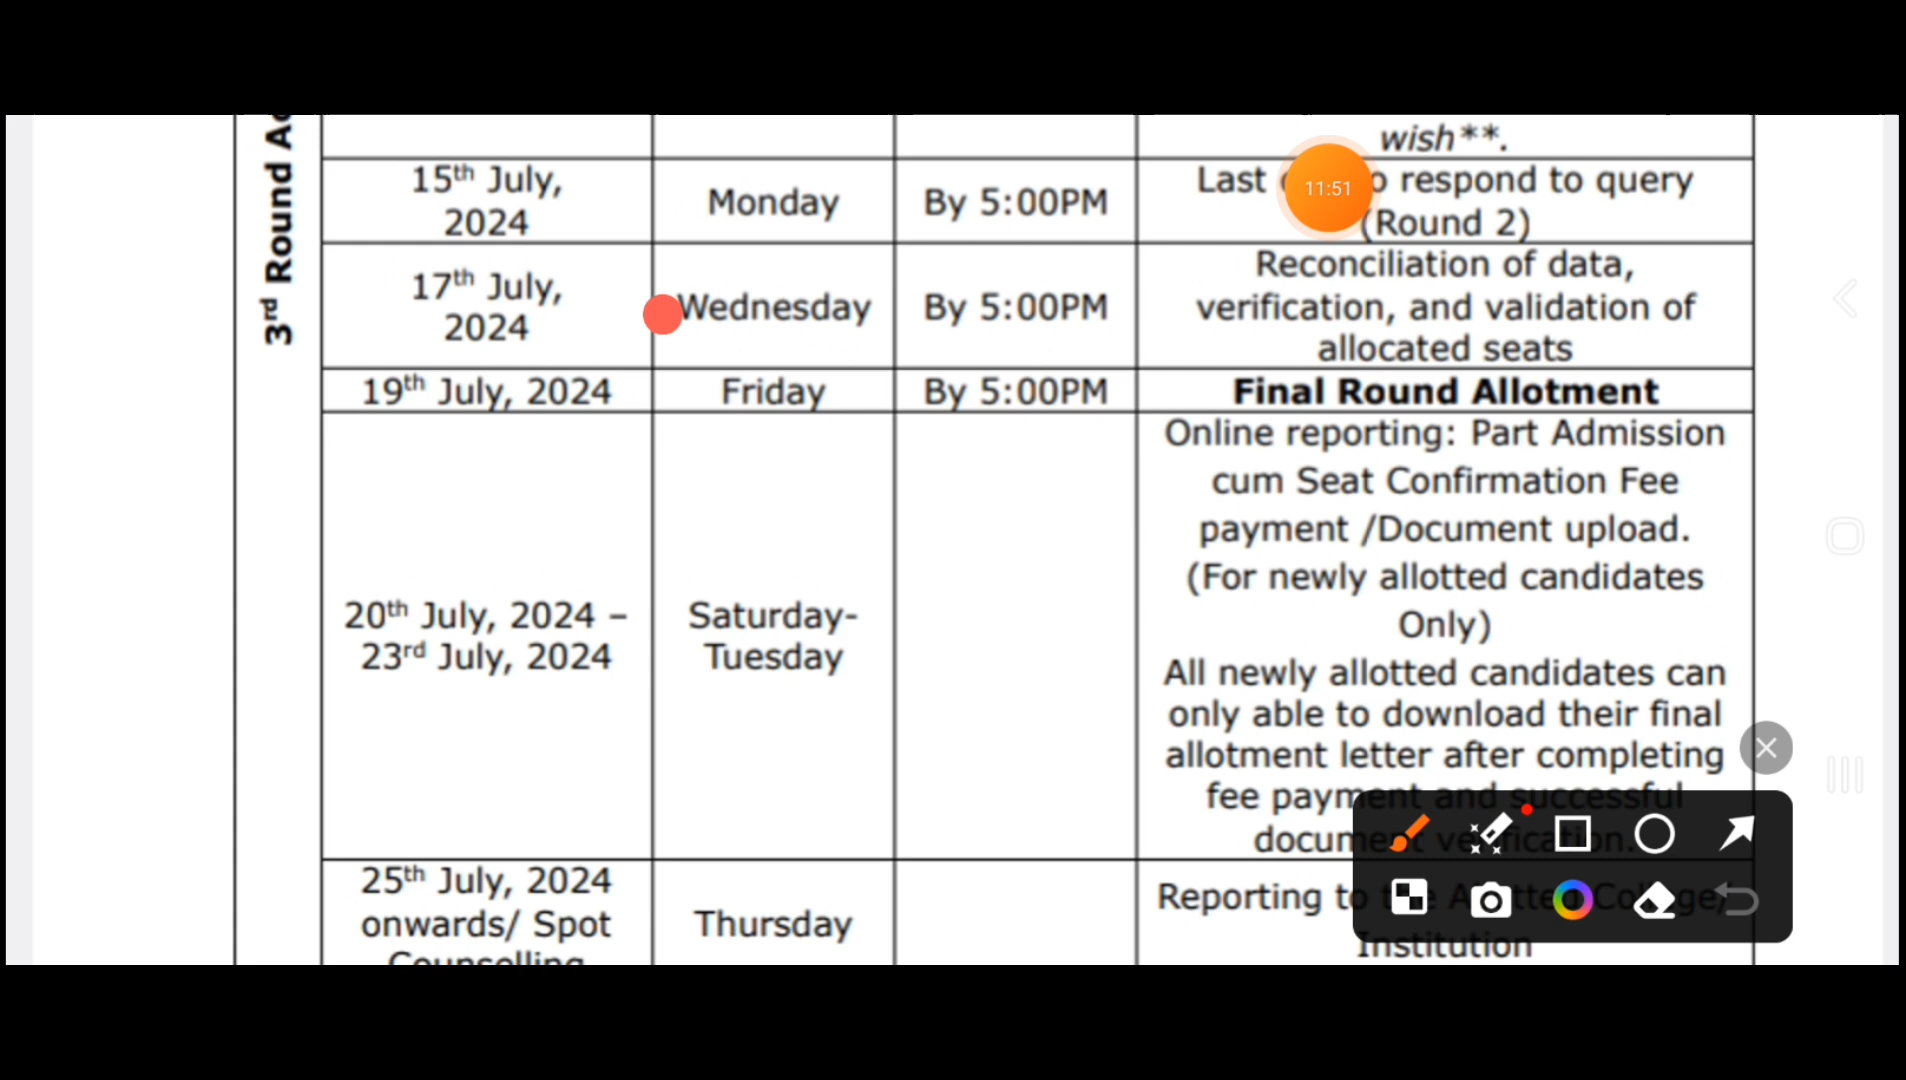 3rd Round
wish**.
15th July,
2024
Monday
By 5:00PM
Last to respond to query
(Round 2)
11:51
17th July,
2024
Wednesday
By 5:00PM
Reconciliation of data,
verification, and validation of
allocated seats
19th July, 2024
Friday
By 5:00PM
Final Round Allotment
20th July, 2024 –
23rd July, 2024
Saturday-
Tuesday
Online reporting: Part Admission
cum Seat Confirmation Fee
payment /Document upload.
(For newly allotted candidates
Only)
All newly allotted candidates can
only able to download their final
allotment letter after completing
fee payment and successful
document verification.
25th July, 2024
onwards/ Spot
Counselling
Thursday
Reporting to the Allotted College/
Institution